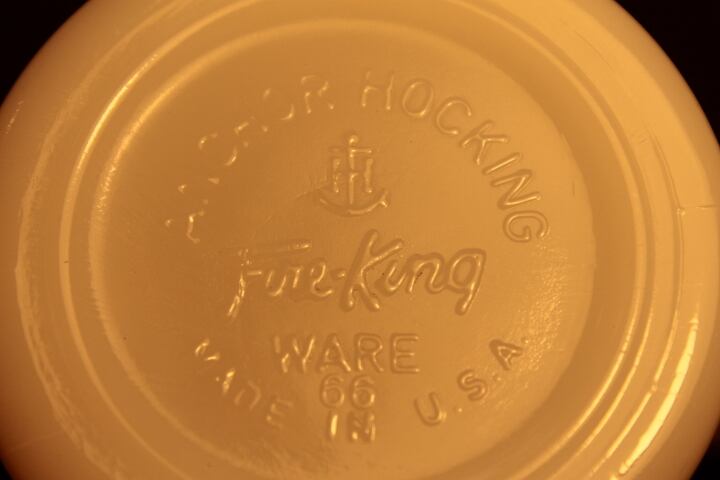 ANCHOR HOCKING
H
Fire-King
WARE
66
MADE IN U.S.A.